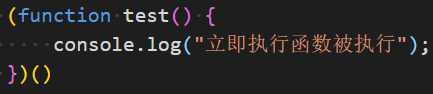 (function test() {
    console.log("立即执行函数被执行");
})()